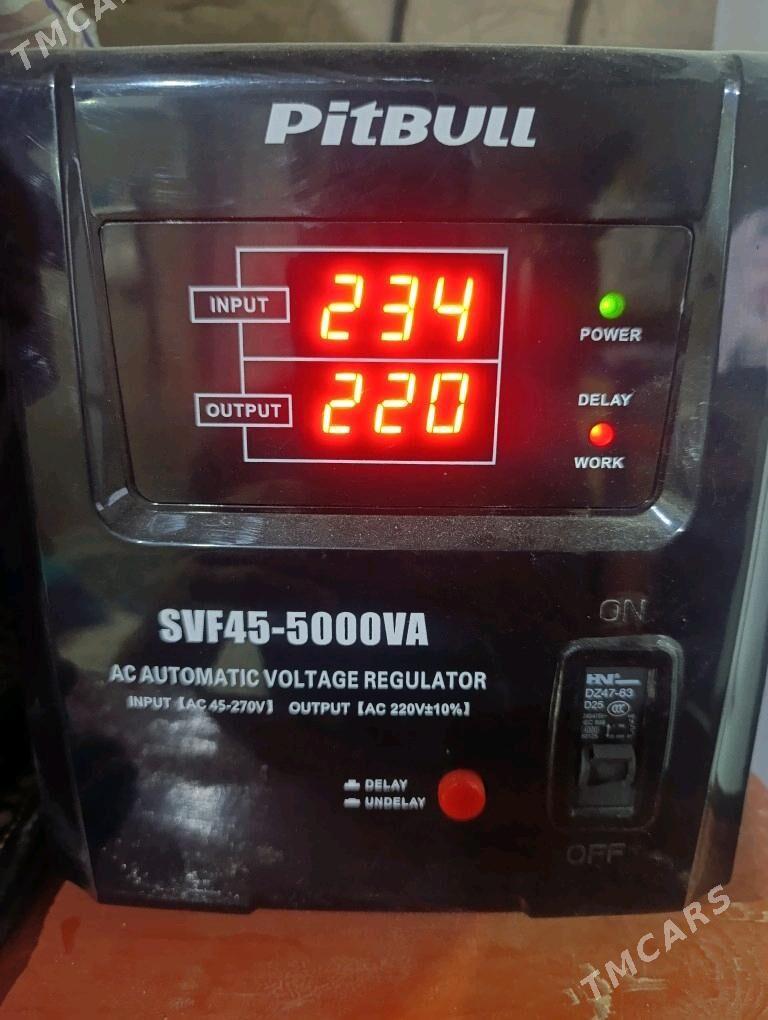 TMCARS
PitBULL
INPUT 234
POWER
OUTPUT 220
DELAY
WORK
SVF45-5000VA
AC AUTOMATIC VOLTAGE REGULATOR
INPUT [AC 45-270V] OUTPUT [AC 220V±10%]
ON
DZ47-63
D25
DELAY
UNDELAY
OFF
TMCARS